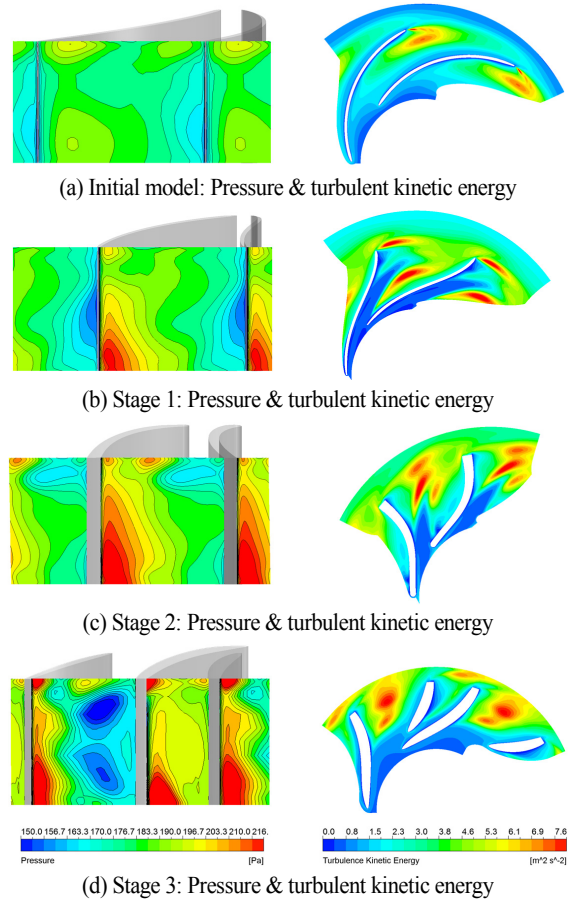 (a) Initial model: Pressure & turbulent kinetic energy
(b) Stage 1: Pressure & turbulent kinetic energy
(c) Stage 2: Pressure & turbulent kinetic energy
150.0 156.7 163.3 170.0 176.7 183.3 190.0 196.7 203.3 210.0 216.
Pressure [Pa]
0.0 0.8 1.5 2.3 3.0 3.8 4.5 5.3 6.1 6.9 7.6
Turbulence Kinetic Energy [m^2 s^-2]
(d) Stage 3: Pressure & turbulent kinetic energy